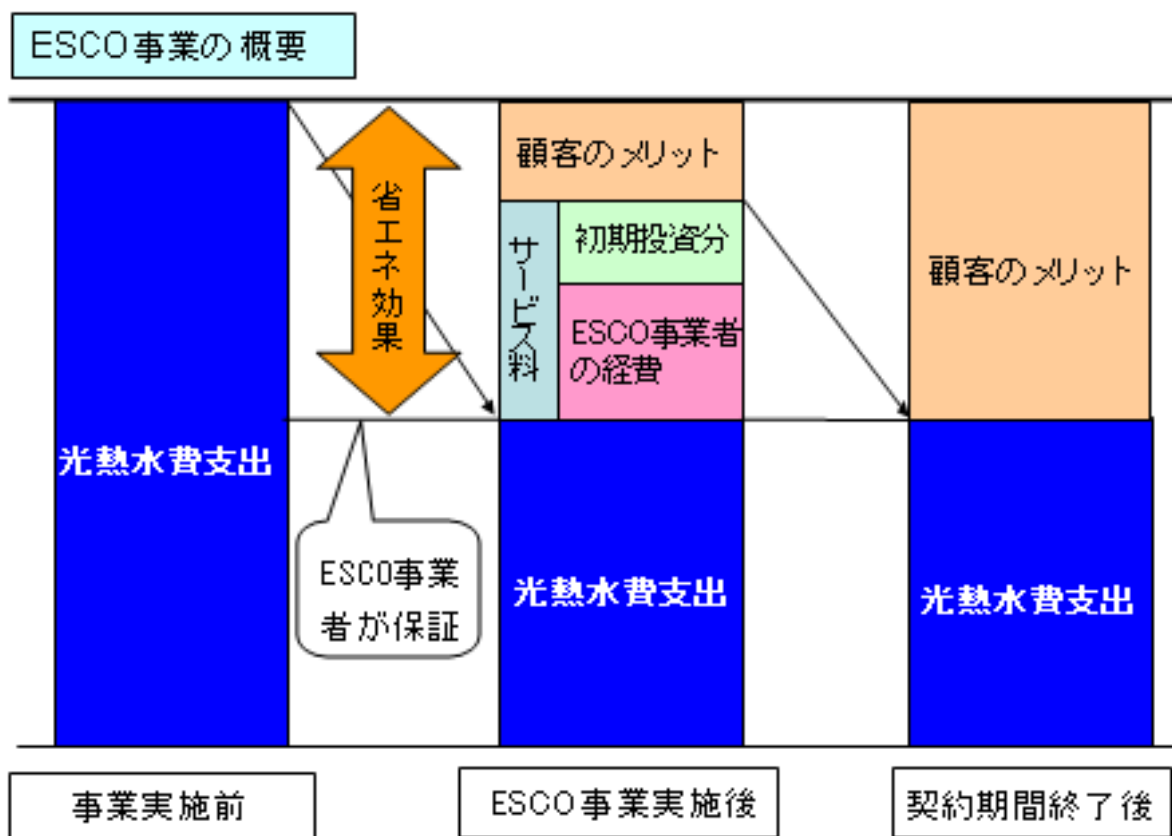 ESCO事業の概要
光熱水費支出
省エネ効果
ESCO事業
者が保証
顧客のメリット
サービス料
初期投資分
ESCO事業者
の経費
光熱水費支出
顧客のメリット
光熱水費支出
事業実施前
ESCO事業実施後
契約期間終了後